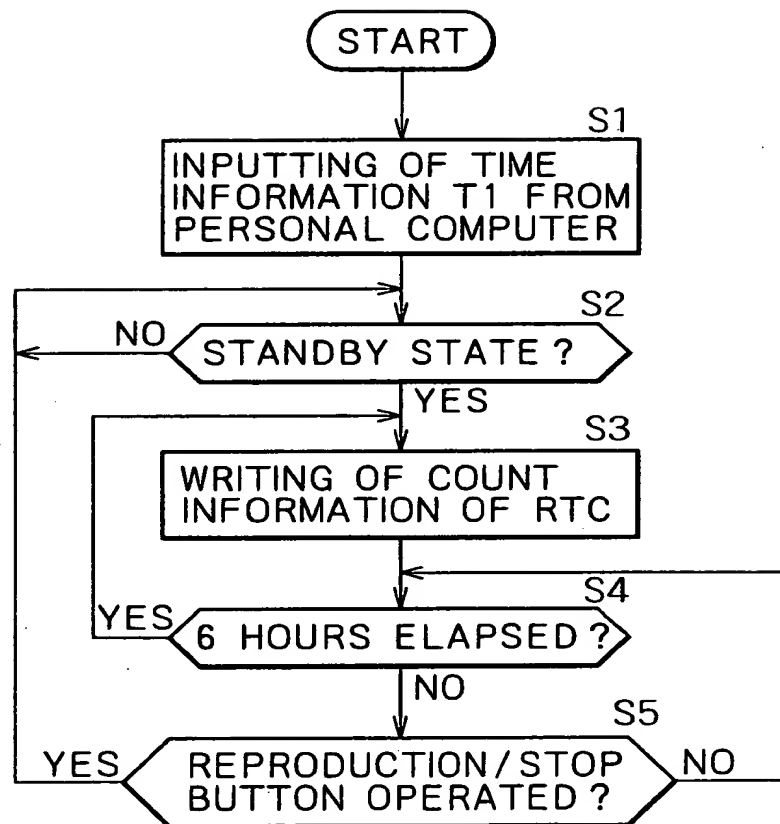 START
S1
INPUTTING OF TIME
INFORMATION T1 FROM
PERSONAL COMPUTER
S2
NO
STANDBY STATE ?
YES
S3
WRITING OF COUNT
INFORMATION OF RTC
S4
YES
6 HOURS ELAPSED ?
NO
S5
YES
REPRODUCTION/STOP
BUTTON OPERATED ?
NO